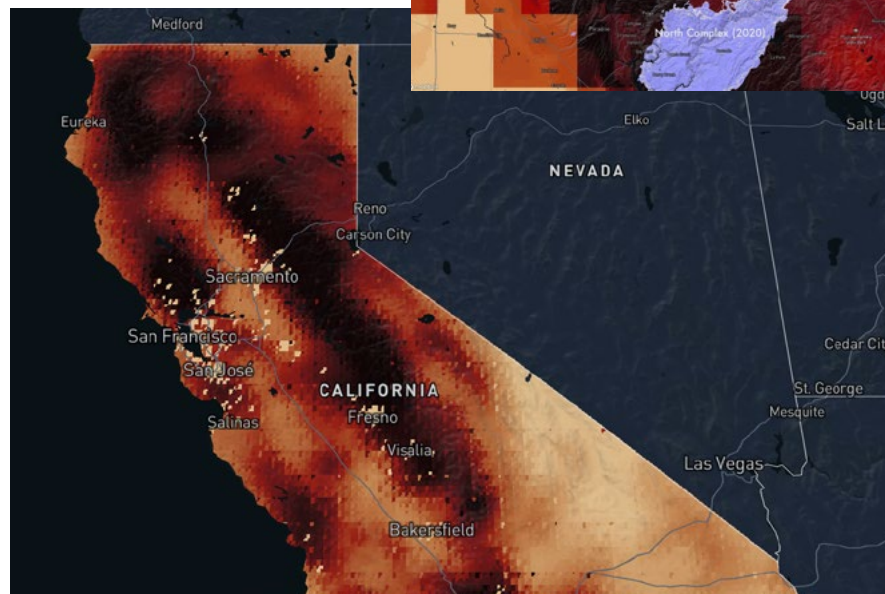 North Complex (2020)
Medford
Eureka
Elko
Salt L
NEVADA
Reno
Carson City
Sacramento
San Francisco
San José
CALIFORNIA
Salinas
Fresno
Visalia
Bakersfield
Cedar Cit
St. George
Mesquite
Las Vegas